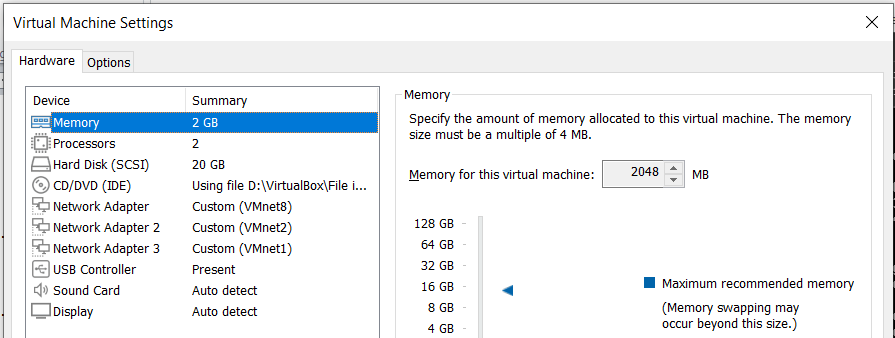 Virtual Machine Settings
Hardware Options
Device Summary
Memory 2 GB
Processors 2
Hard Disk (SCSI) 20 GB
CD/DVD (IDE) Using file D:\VirtualBox\File i...
Network Adapter Custom (VMnet8)
Network Adapter 2 Custom (VMnet2)
Network Adapter 3 Custom (VMnet1)
USB Controller Present
Sound Card Auto detect
Display Auto detect
Memory
Specify the amount of memory allocated to this virtual machine. The memory
size must be a multiple of 4 MB.
Memory for this virtual machine: 2048 MB
128 GB
64 GB
32 GB
16 GB
8 GB
4 GB
Maximum recommended memory
(Memory swapping may
occur beyond this size.)